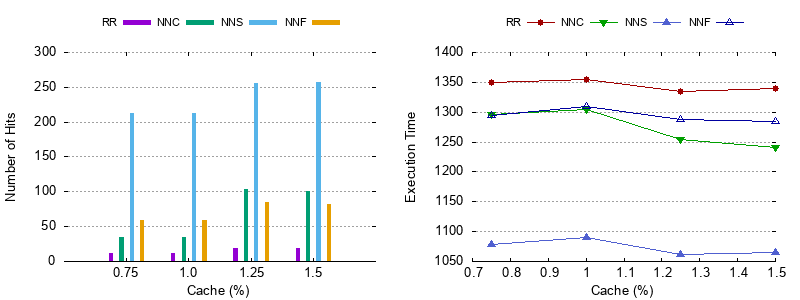 RR NNC NNS NNF
300
250
200
150
100
50
0
0.75 1.0 1.25 1.5
Number of Hits
Cache (%)
RR NNC NNS NNF
1400
1350
1300
1250
1200
1150
1100
1050
0.7 0.8 0.9 1 1.1 1.2 1.3 1.4 1.5
Execution Time
Cache (%)